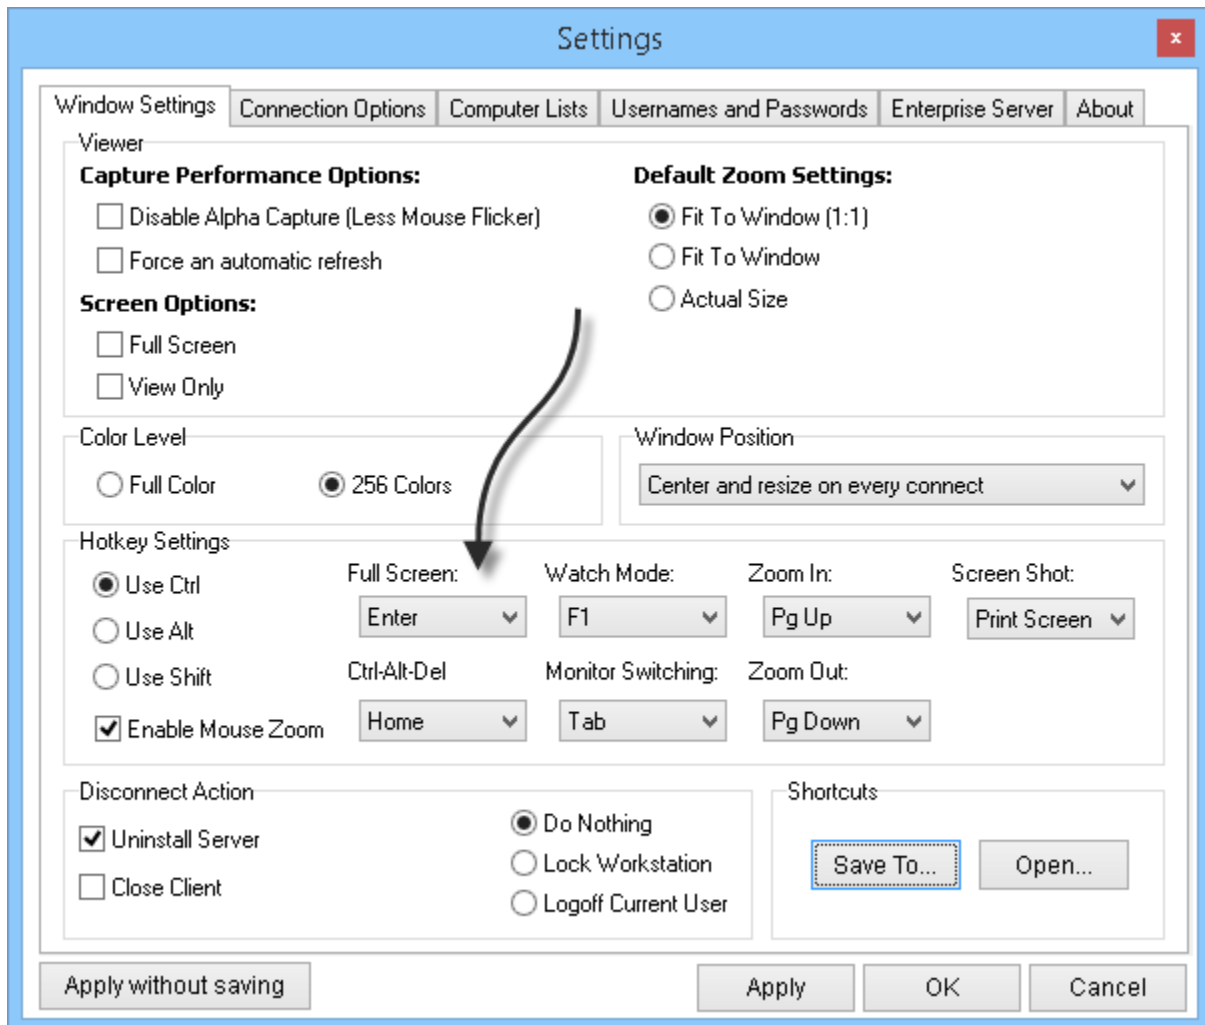 Settings
x
Window Settings Connection Options Computer Lists Usernames and Passwords Enterprise Server About
Viewer
Capture Performance Options: Default Zoom Settings:
Disable Alpha Capture (Less Mouse Flicker) Fit To Window (1:1)
Force an automatic refresh Fit To Window
Screen Options: Actual Size
Full Screen
View Only
Color Level Window Position
Full Color 256 Colors Center and resize on every connect
Hotkey Settings
Use Ctrl Full Screen: Watch Mode: Zoom In: Screen Shot:
Enter F1 Pg Up Print Screen
Use Alt
Use Shift Ctrl-Alt-Del Monitor Switching: Zoom Out:
Enable Mouse Zoom Home Tab Pg Down
Disconnect Action Shortcuts
Uninstall Server Do Nothing
Lock Workstation Save To... Open...
Close Client Logoff Current User
Apply without saving Apply OK Cancel